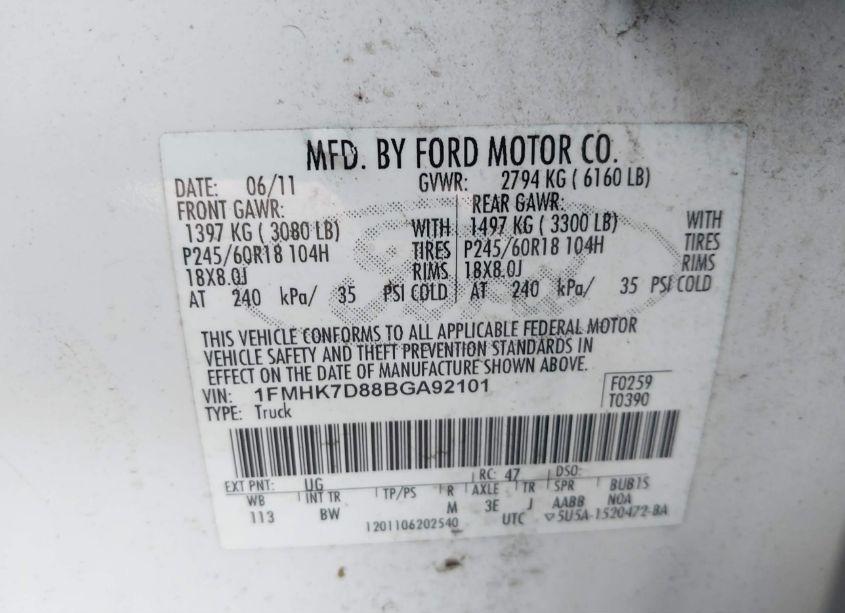 MFD. BY FORD MOTOR CO.
DATE: 06/11 GVWR: 2794 KG ( 6160 LB)
FRONT GAWR: REAR GAWR:
1397 KG ( 3080 LB) WITH 1497 KG ( 3300 LB) WITH
P245/60R18 104H TIRES P245/60R18 104H TIRES
18X8.0J RIMS 18X8.0J RIMS
AT 240 kPa/ 35 PSI COLD AT 240 kPa/ 35 PSI COLD
THIS VEHICLE CONFORMS TO ALL APPLICABLE FEDERAL MOTOR
VEHICLE SAFETY AND THEFT PREVENTION STANDARDS IN
EFFECT ON THE DATE OF MANUFACTURE SHOWN ABOVE.
VIN: 1FMHK7D88BGA92101 F0259
TYPE: Truck T0390
EXT PNT: UG RC: 47 DSO:
WB INT TR TP/PS R AXLE TR SPR BUB1S
113 BW M 3E J AABB NOA
1201106202540 UTC ▽5U5A-1520472-BA
Ford